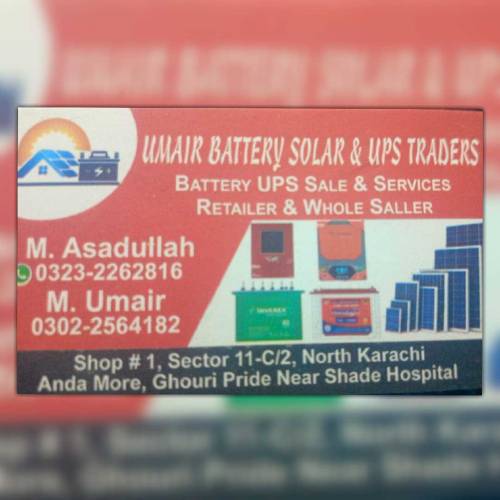 UMAIR BATTERY SOLAR & UPS TRADERS
BATTERY UPS SALE & SERVICES
RETAILER & WHOLE SALLER
M. Asadullah
0323-2262816
M. Umair
0302-2564182
Shop # 1, Sector 11-C/2, North Karachi
Anda More, Ghouri Pride Near Shade Hospital